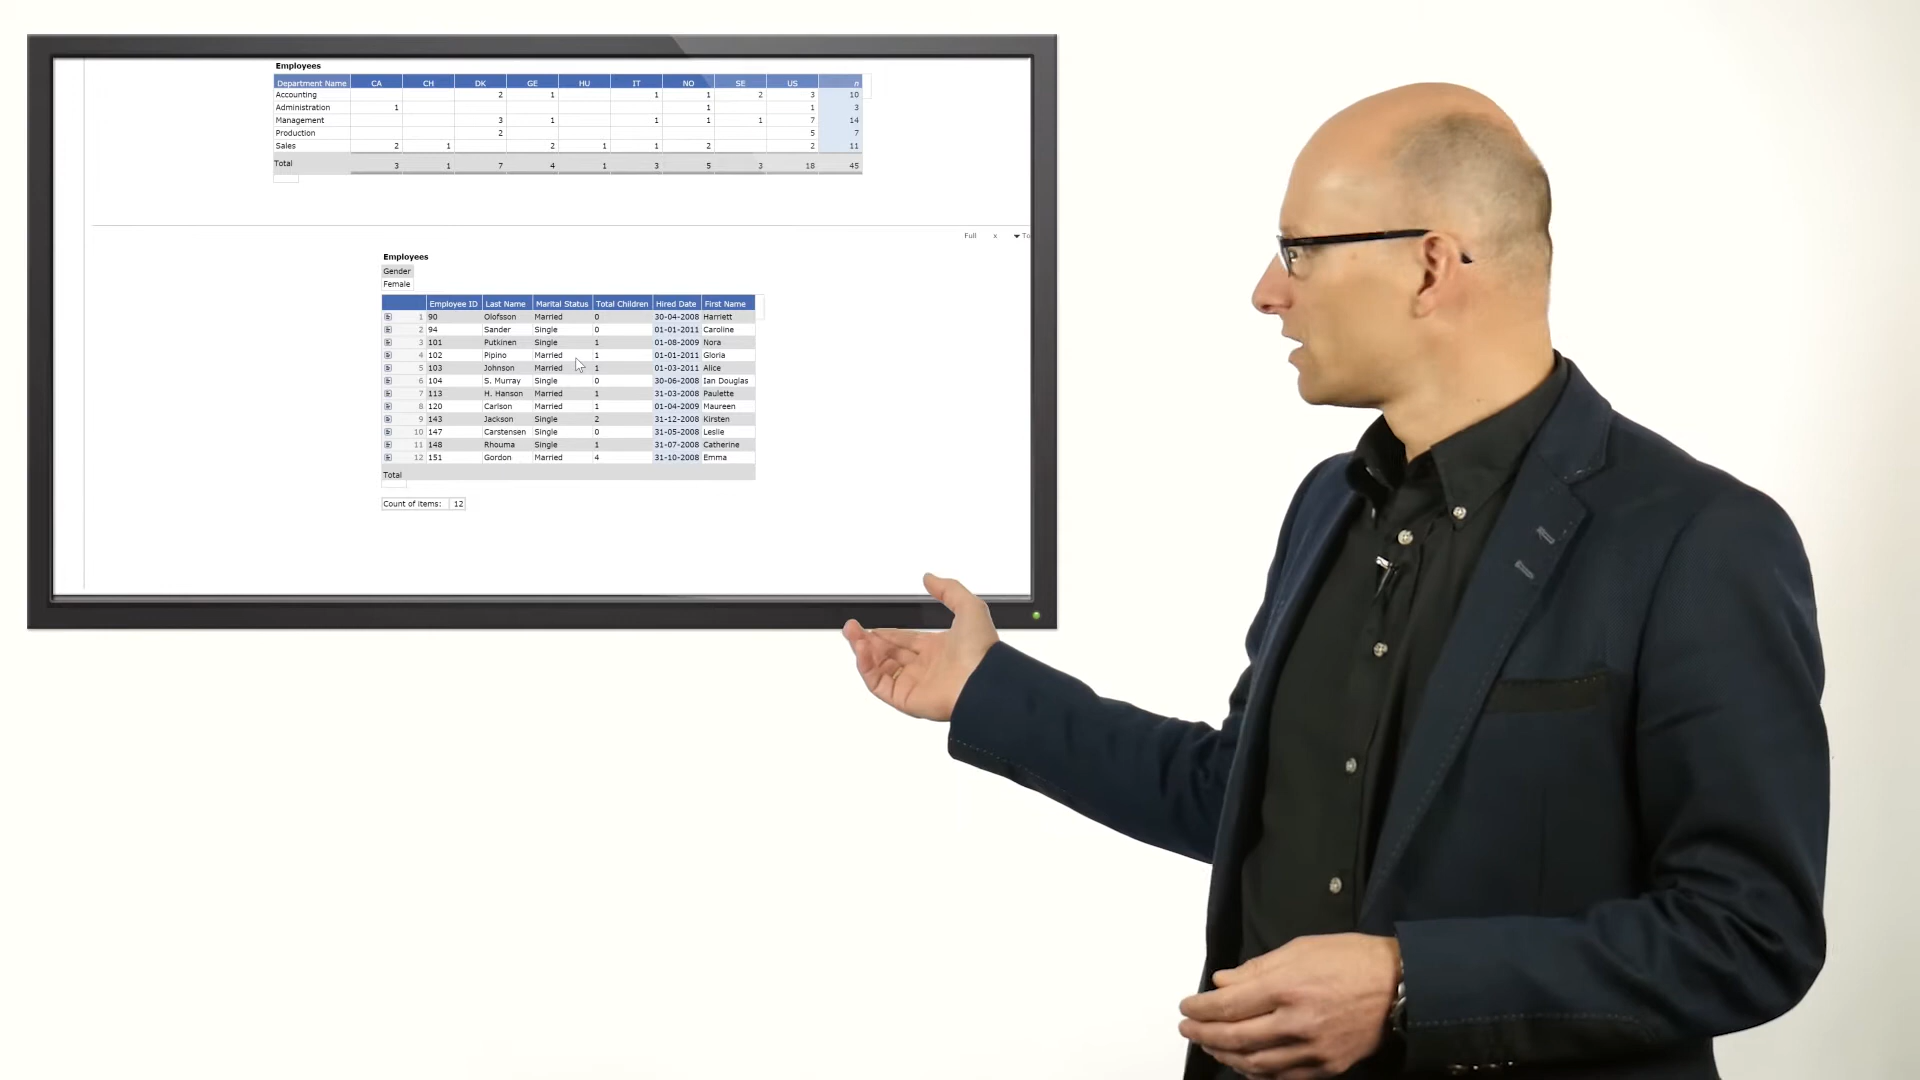 Employees
Department Name CA CH DK GE HU IT NO SE US n
Accounting 2 1 1 1 2 3 10
Administration 1 1 1 3
Management 3 1 1 1 1 7 14
Production 2 5 7
Sales 2 1 2 1 1 2 2 11
Total 3 1 7 4 1 3 5 3 18 45
Full x
Employees
Gender
Female
Employee ID Last Name Marital Status Total Children Hired Date First Name
1 90 Olofsson Married 0 30-04-2008 Harriett
2 94 Sander Single 0 01-01-2011 Caroline
3 101 Putkinen Single 1 01-08-2009 Nora
4 102 Pipino Married 1 01-01-2011 Gloria
5 103 Johnson Married 1 01-03-2011 Alice
6 104 S. Murray Single 0 30-06-2008 Ian Douglas
7 113 H. Hanson Married 1 31-03-2008 Paulette
8 120 Carlson Married 1 01-04-2009 Maureen
9 143 Jackson Single 2 31-12-2008 Kirsten
10 147 Carstensen Single 0 31-05-2008 Leslie
11 148 Rhouma Single 1 31-07-2008 Catherine
12 151 Gordon Married 4 31-10-2008 Emma
Total
Count of items: 12